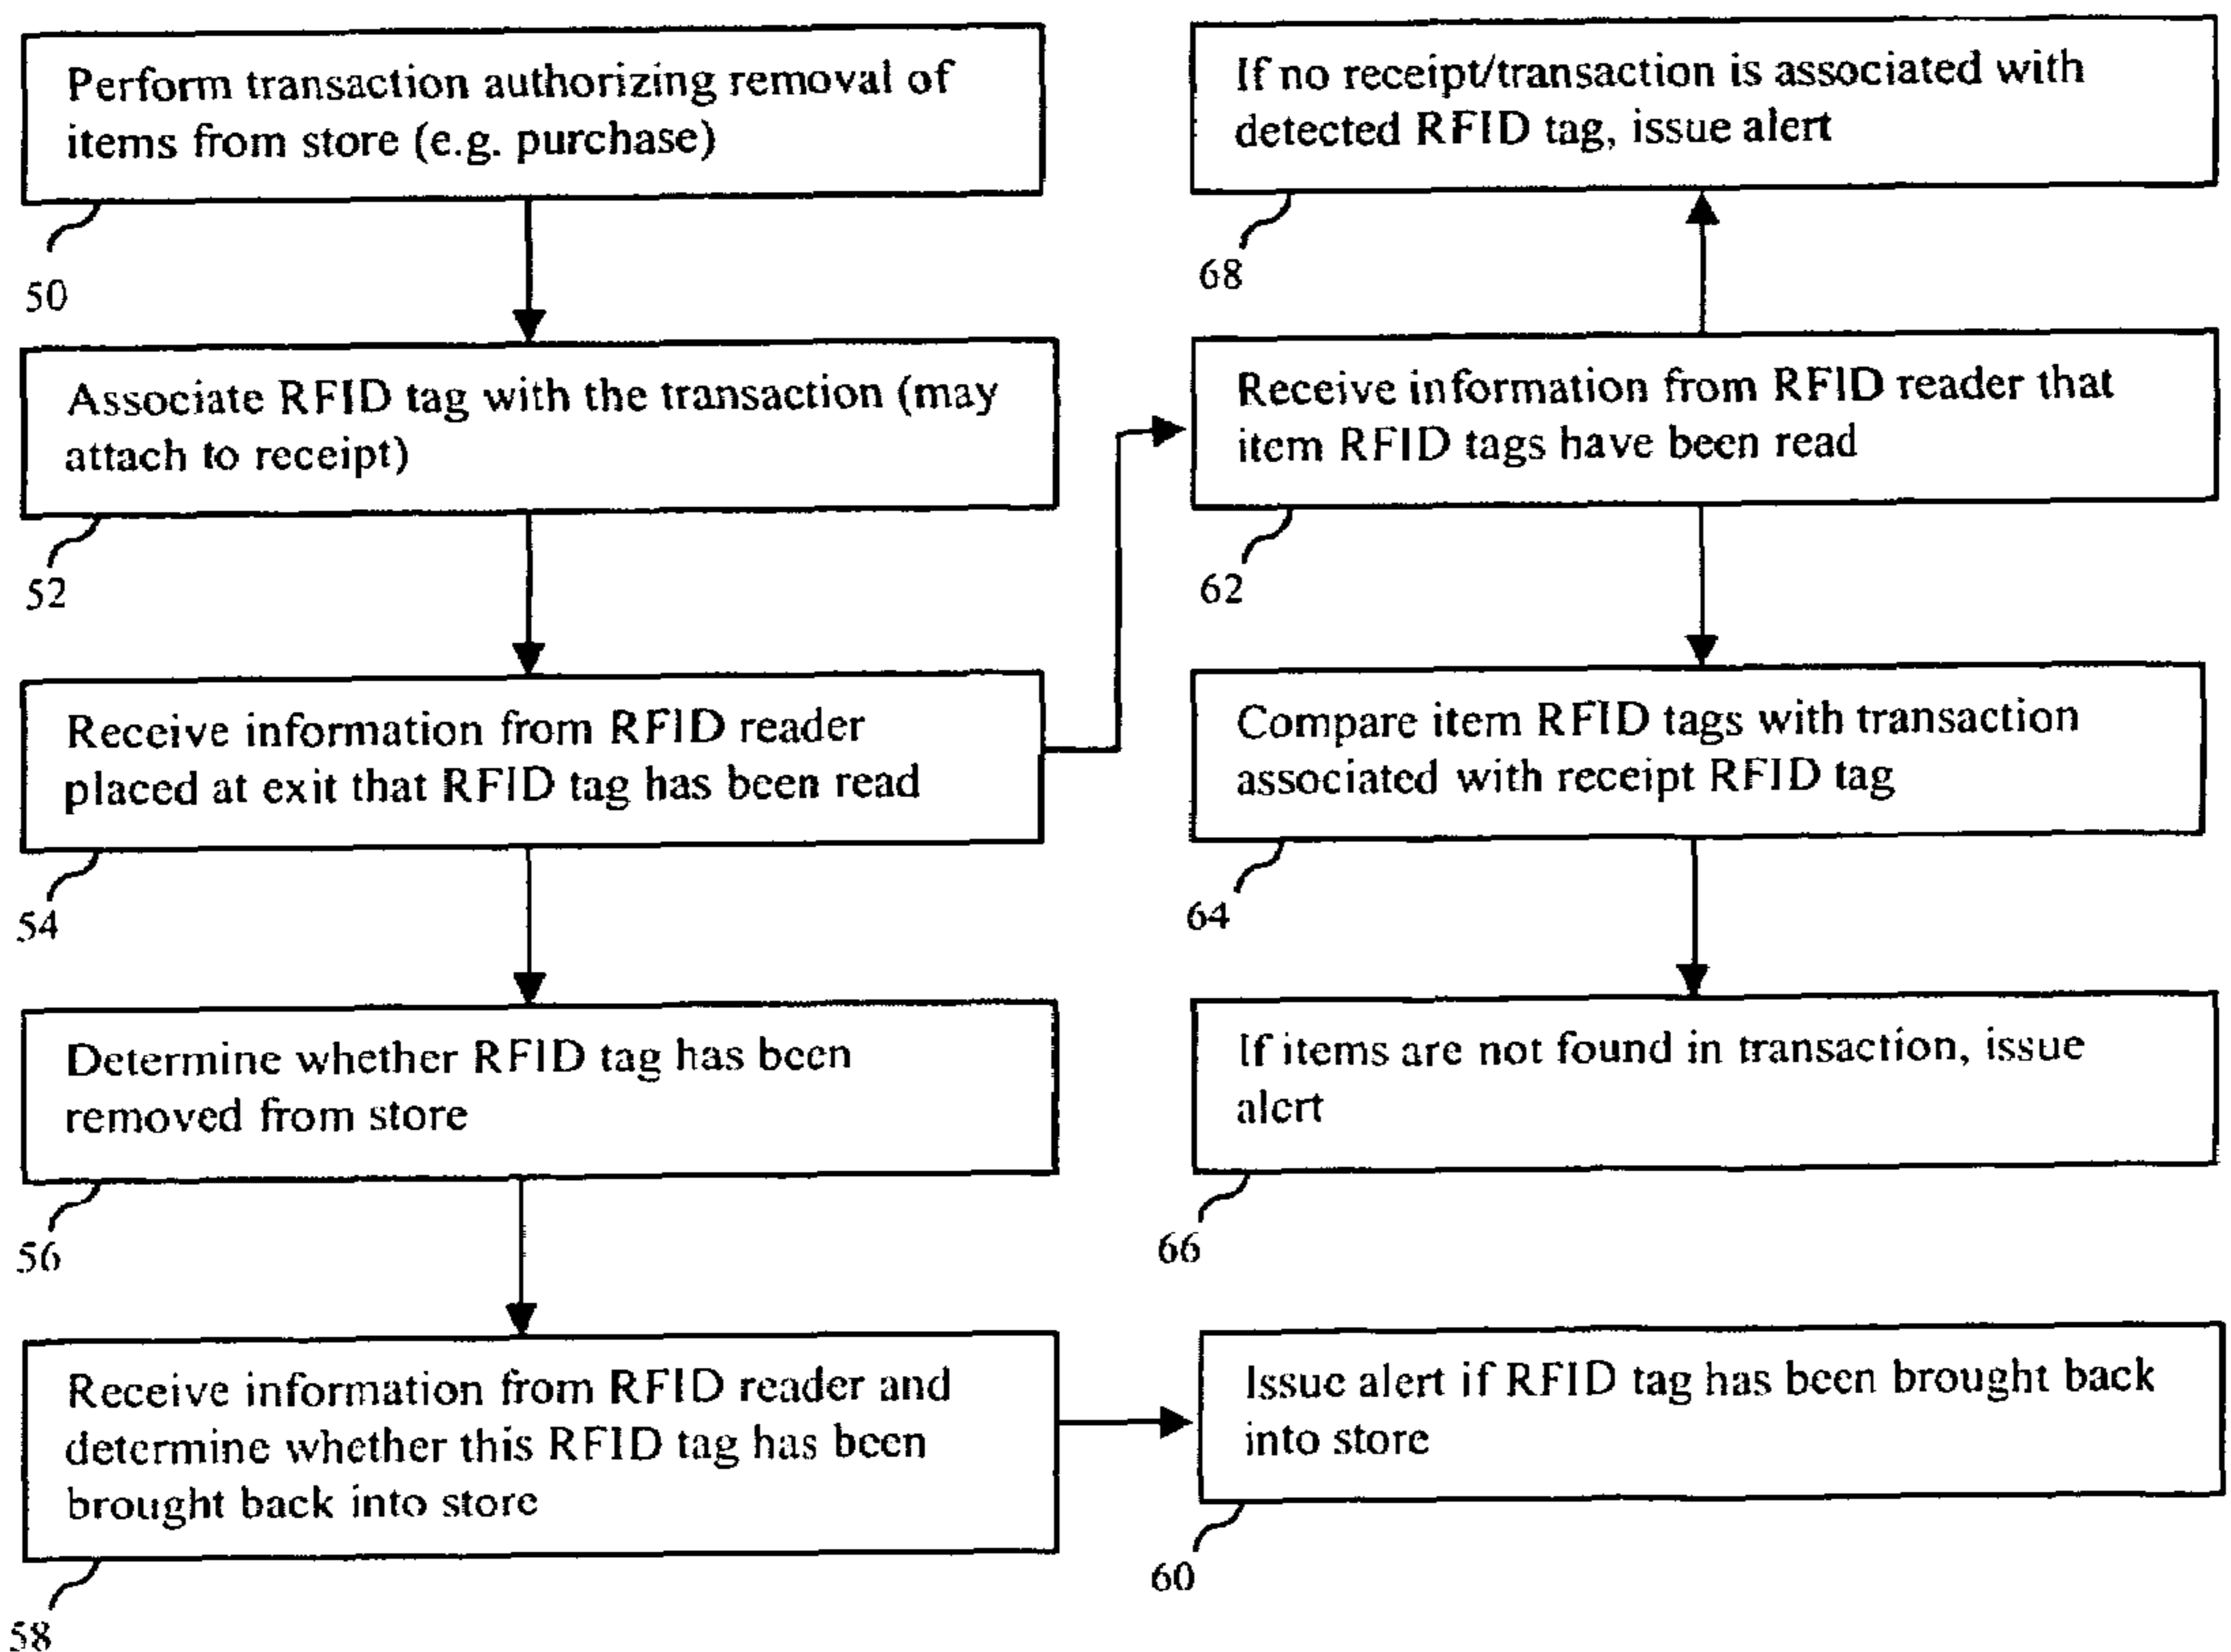 Perform transaction authorizing removal of
items from store (e.g. purchase)
50
Associate RFID tag with the transaction (may
attach to receipt)
52
Receive information from RFID reader
placed at exit that RFID tag has been read
54
Determine whether RFID tag has been
removed from store
56
Receive information from RFID reader and
determine whether this RFID tag has been
brought back into store
58
If no receipt/transaction is associated with
detected RFID tag, issue alert
68
Receive information from RFID reader that
item RFID tags have been read
62
Compare item RFID tags with transaction
associated with receipt RFID tag
64
If items are not found in transaction, issue
alert
66
Issue alert if RFID tag has been brought back
into store
60